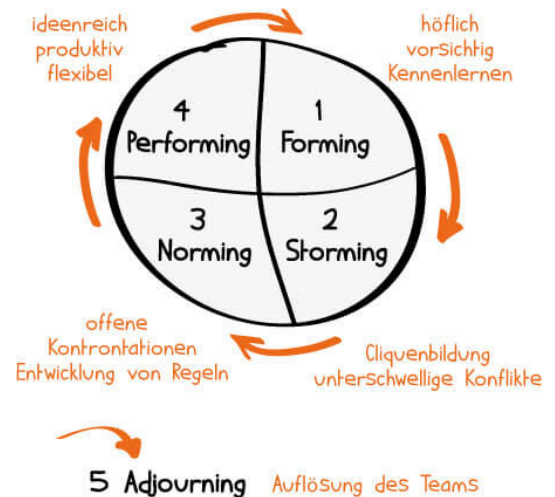 ideenreich
produktiv
flexibel
höflich
vorsichtig
Kennenlernen
4
Performing
1
Forming
3
Norming
2
Storming
offene
Kontrontationen
Entwicklung von Regeln
Cliquenbildung
unterschwellige Konflikte
5 Adjourning Auflösung des Teams